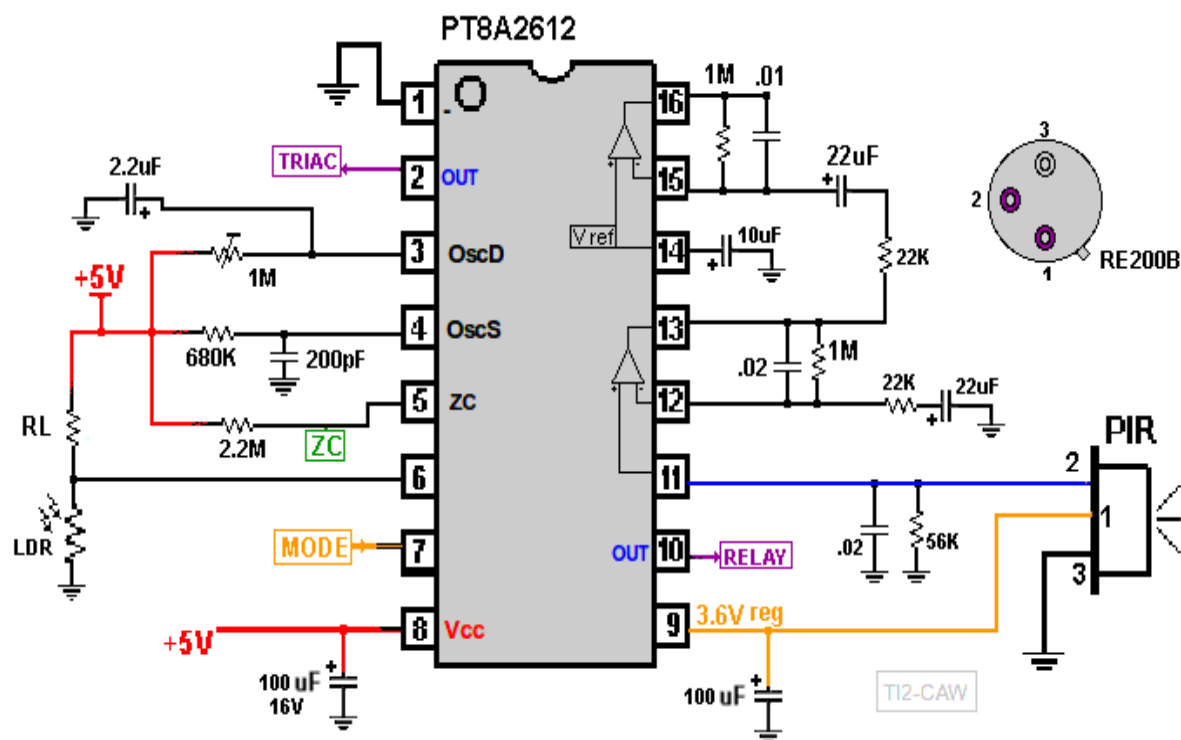 PT8A2612
1 16
1M .01
TRIAC
2 OUT
15
22uF
2.2uF
+
+
V ref
14
10uF
+
3 OscD
1M
22K
+5V
4 OscS
680K
200pF
13
.02
1M
5 ZC
2.2M
ZC
12
22K
22uF
+
RL
6
11
LDR
MODE
7
OUT 10
RELAY
.02
56K
+5V
8 Vcc
9
3.6V reg
100 uF
16V
+
100 uF
+
3
2
1
RE200B
PIR
2
1
3
TI2-CAW